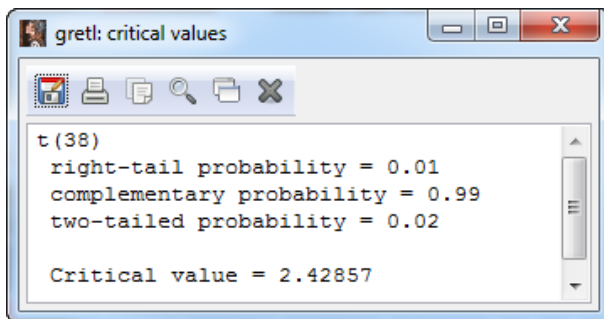 gretl: critical values
t(38)
right-tail probability = 0.01
complementary probability = 0.99
two-tailed probability = 0.02
Critical value = 2.42857